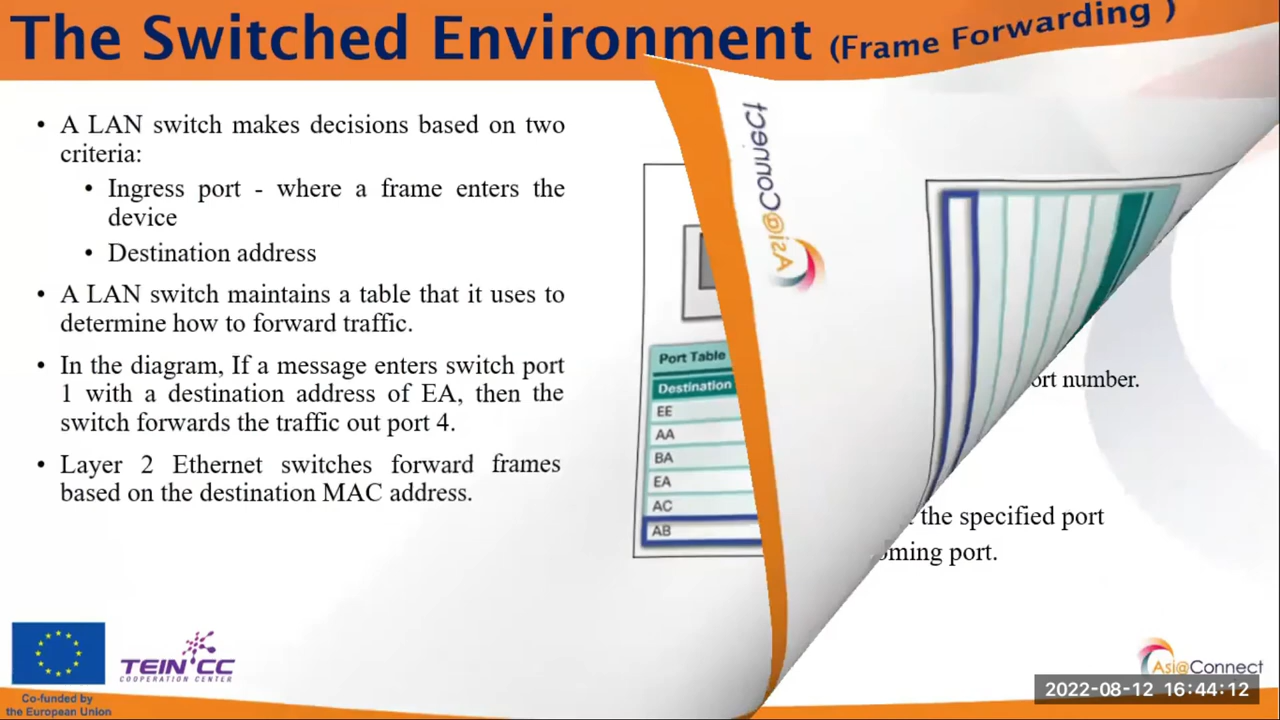 The Switched Environment (Frame Forwarding )
• A LAN switch makes decisions based on two
criteria:
• Ingress port - where a frame enters the
device
• Destination address
• A LAN switch maintains a table that it uses to
determine how to forward traffic.
• In the diagram, If a message enters switch port
1 with a destination address of EA, then the
switch forwards the traffic out port 4.
• Layer 2 Ethernet switches forward frames
based on the destination MAC address.
Port Table
Destination
EE
AA
BA
EA
AC
AB
Asi@Connect
number.
the specified port
port.
TEIN CC
COOPERATION CENTER
Co-funded by
the European Union
Asi@Connect
2022-08-12 16:44:12